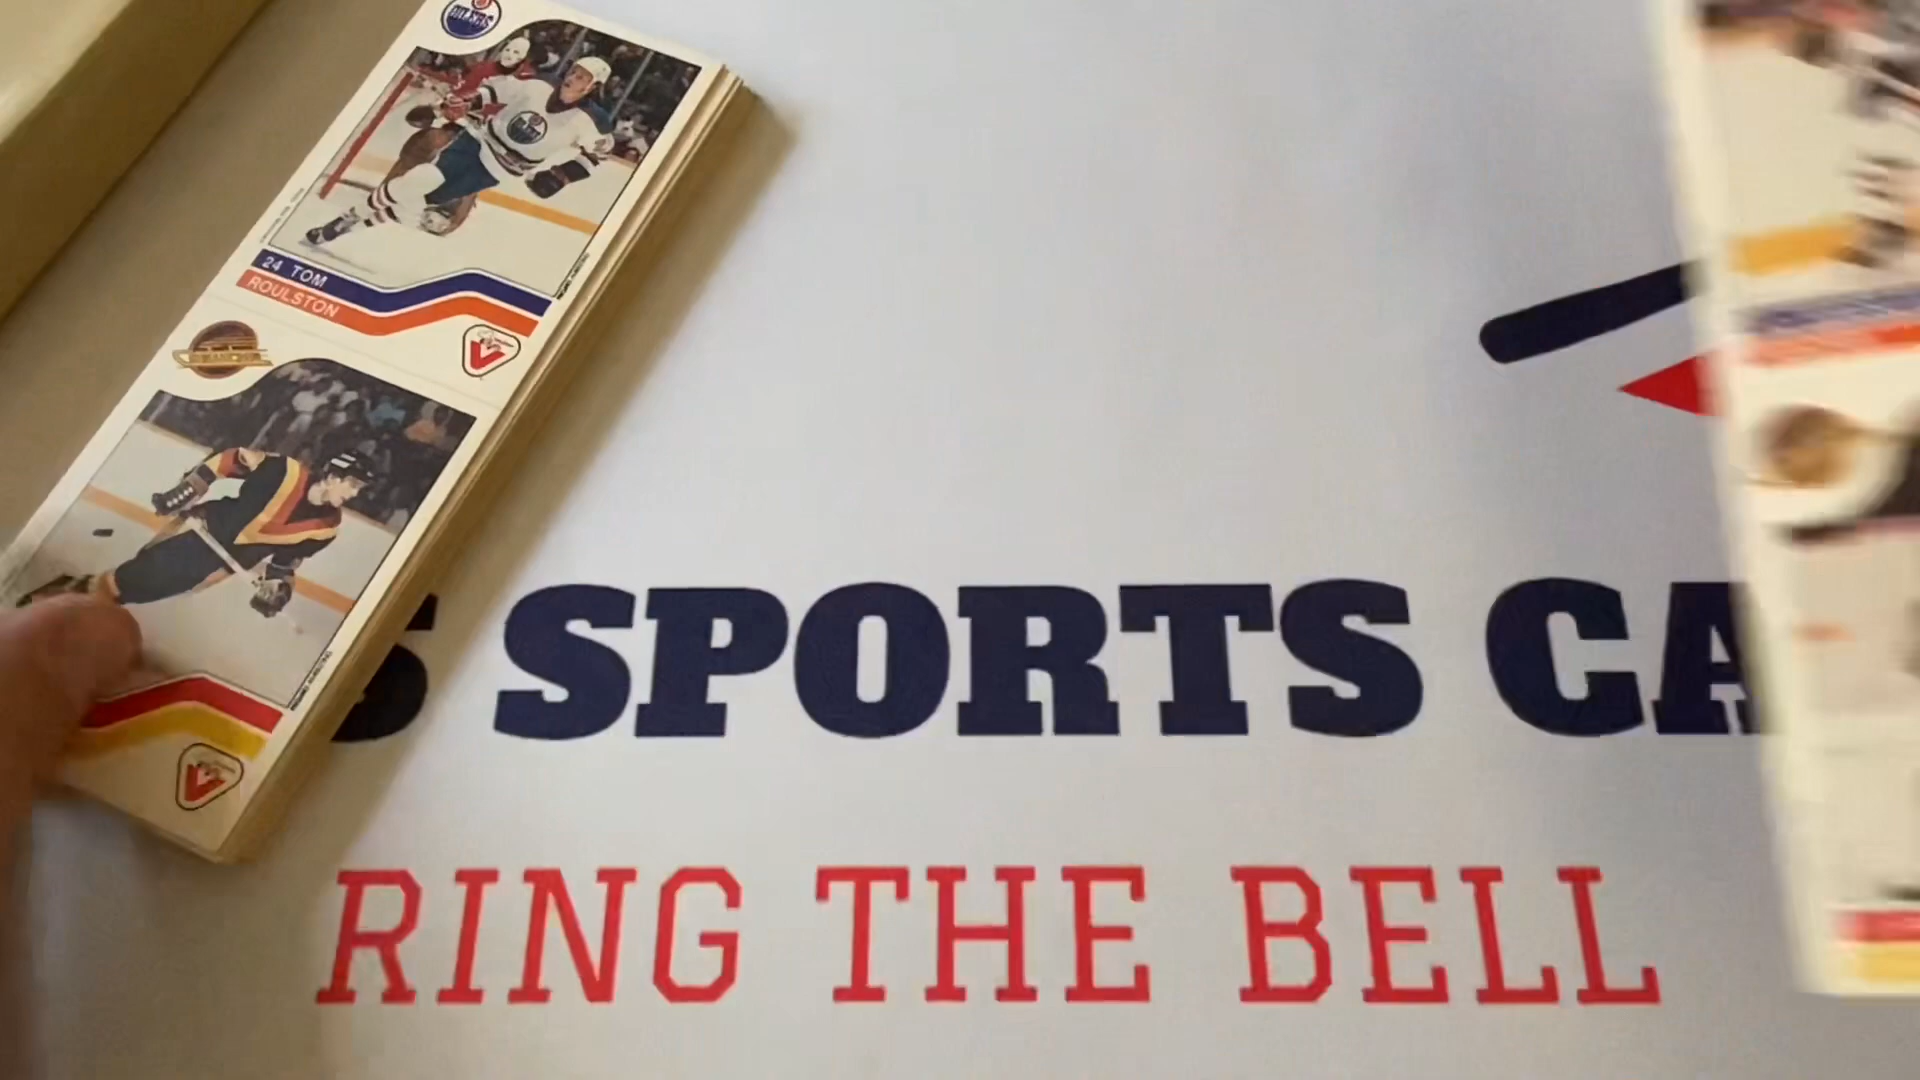 24 TOM
ROULSTON
S SPORTS CA
RING THE BELL